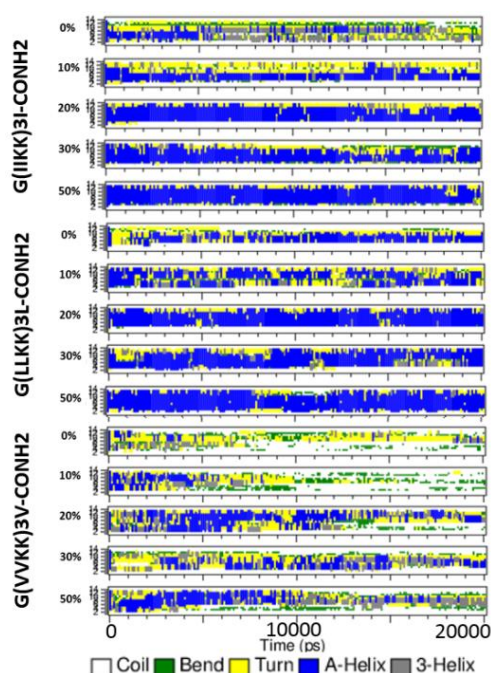 G(IIKK)3I-CONH2
0%
10%
20%
30%
50%
G(LLKK)3L-CONH2
0%
10%
20%
30%
50%
G(VVKK)3V-CONH2
0%
10%
20%
30%
50%
0 10000 20000
Time (ps)
Coil Bend Turn A-Helix 3-Helix